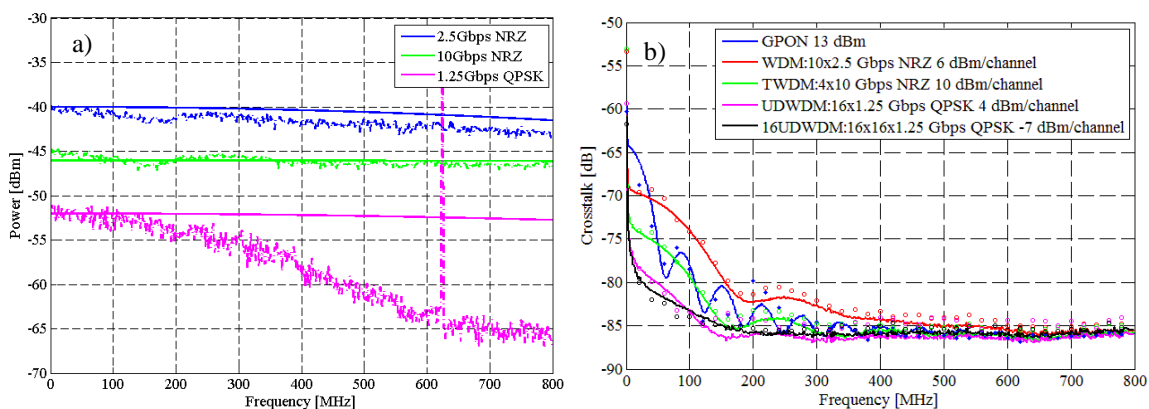 a)
2.5Gbps NRZ
10Gbps NRZ
1.25Gbps QPSK
Power [dBm]
-30
-35
-40
-45
-50
-55
-60
-65
-70
0 100 200 300 400 500 600 700 800
Frequency [MHz]
b)
GPON 13 dBm
WDM:10x2.5 Gbps NRZ 6 dBm/channel
TWDM:4x10 Gbps NRZ 10 dBm/channel
UDWDM:16x1.25 Gbps QPSK 4 dBm/channel
16UDWDM:16x16x1.25 Gbps QPSK -7 dBm/channel
Crosstalk [dB]
-50
-55
-60
-65
-70
-75
-80
-85
-90
0 100 200 300 400 500 600 700 800
Frequency [MHz]